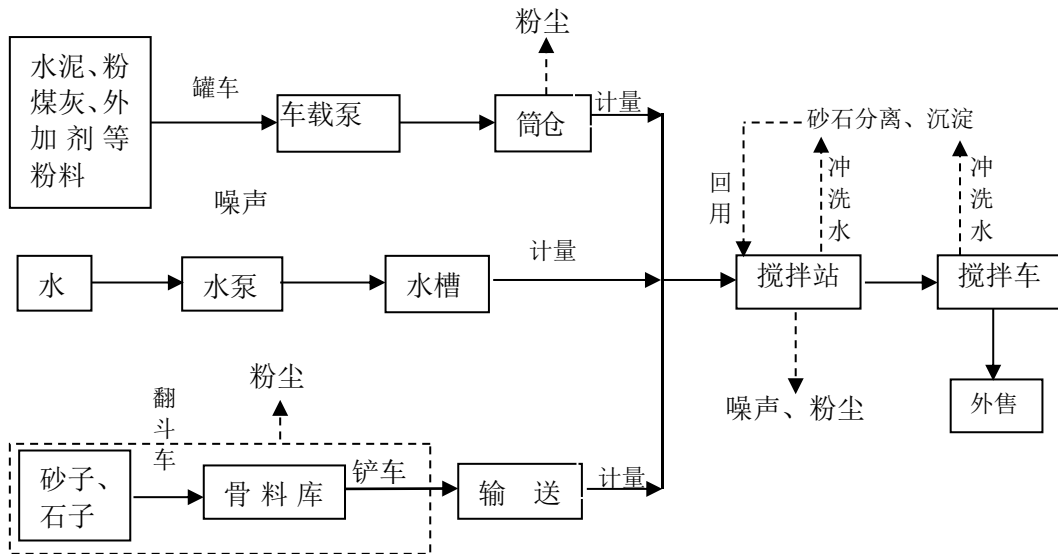 粉尘
水泥、粉
煤灰、外
加剂等
粉料
罐车
车载泵
筒仓
计量
砂石分离、沉淀
回用
冲洗水
冲洗水
噪声
水
水泵
水槽
计量
搅拌站
搅拌车
粉尘
翻斗车
噪声、粉尘
外售
砂子、
石子
骨料库
铲车
输 送
计量